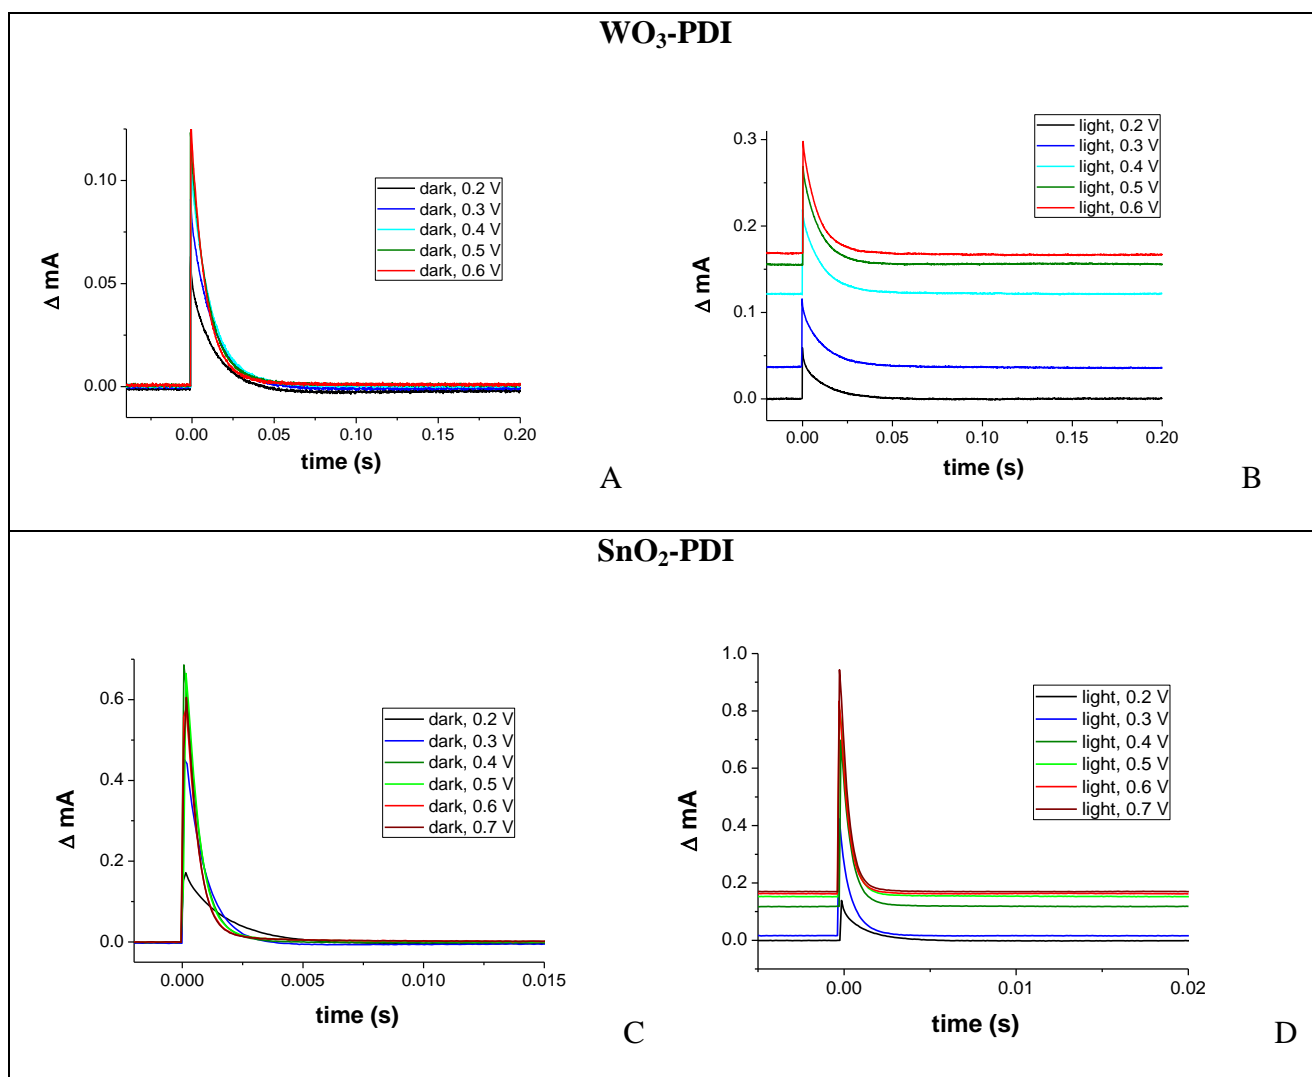 WO₃-PDI
Δ mA
0.10
0.05
0.00
0.00
0.05
0.10
0.15
0.20
time (s)
dark, 0.2 V
dark, 0.3 V
dark, 0.4 V
dark, 0.5 V
dark, 0.6 V
A
Δ mA
0.3
0.2
0.1
0.0
0.00
0.05
0.10
0.15
0.20
time (s)
light, 0.2 V
light, 0.3 V
light, 0.4 V
light, 0.5 V
light, 0.6 V
B
SnO₂-PDI
Δ mA
0.6
0.4
0.2
0.0
0.000
0.005
0.010
0.015
time (s)
dark, 0.2 V
dark, 0.3 V
dark, 0.4 V
dark, 0.5 V
dark, 0.6 V
dark, 0.7 V
C
Δ mA
1.0
0.8
0.6
0.4
0.2
0.0
0.00
0.01
0.02
time (s)
light, 0.2 V
light, 0.3 V
light, 0.4 V
light, 0.5 V
light, 0.6 V
light, 0.7 V
D